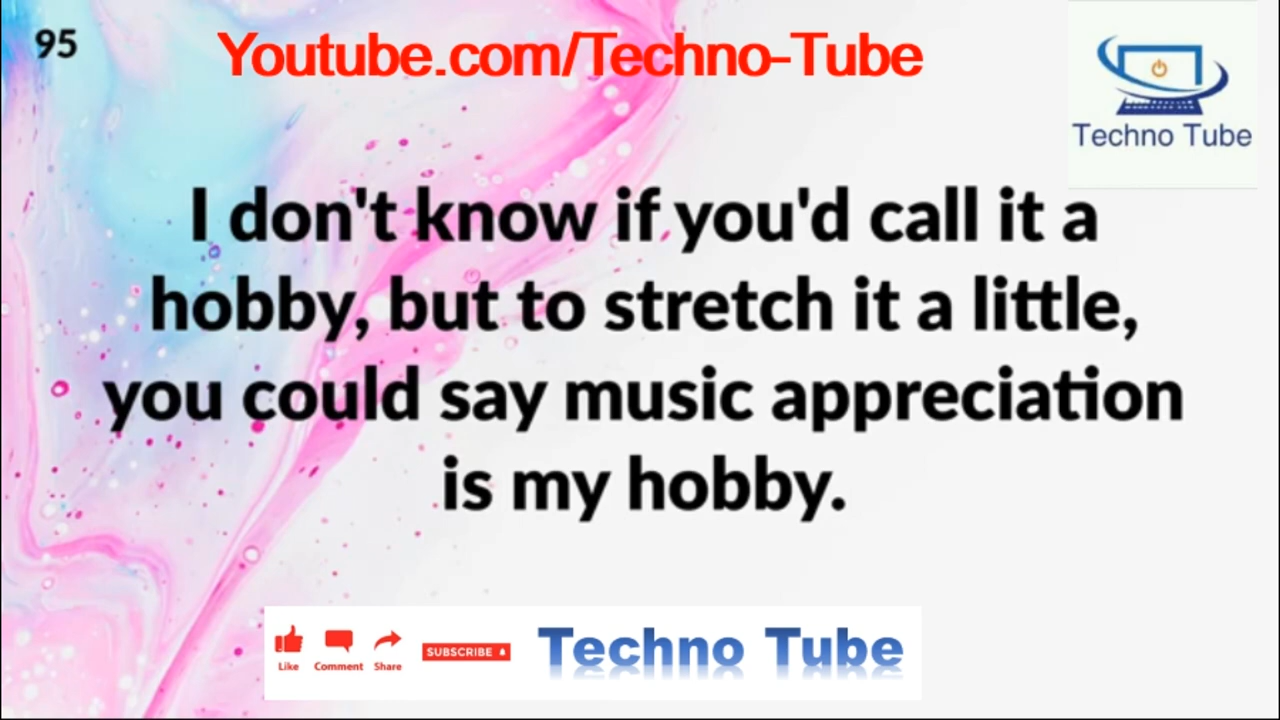 95
Youtube.com/Techno-Tube
Techno Tube
I don't know if you'd call it a
hobby, but to stretch it a little,
you could say music appreciation
is my hobby.
Like Comment Share
SUBSCRIBE
Techno Tube